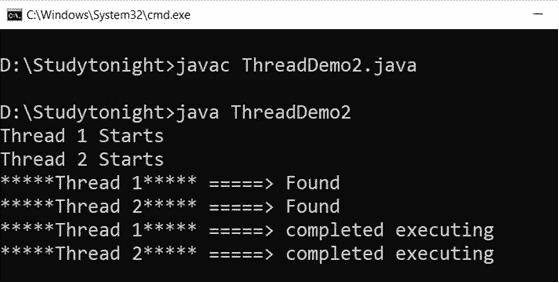 C:\Windows\System32\cmd.exe
D:\Studytonight>javac ThreadDemo2.java
D:\Studytonight>java ThreadDemo2
Thread 1 Starts
Thread 2 Starts
*****Thread 1***** =====> Found
*****Thread 2***** =====> Found
*****Thread 1***** =====> completed executing
*****Thread 2***** =====> completed executing